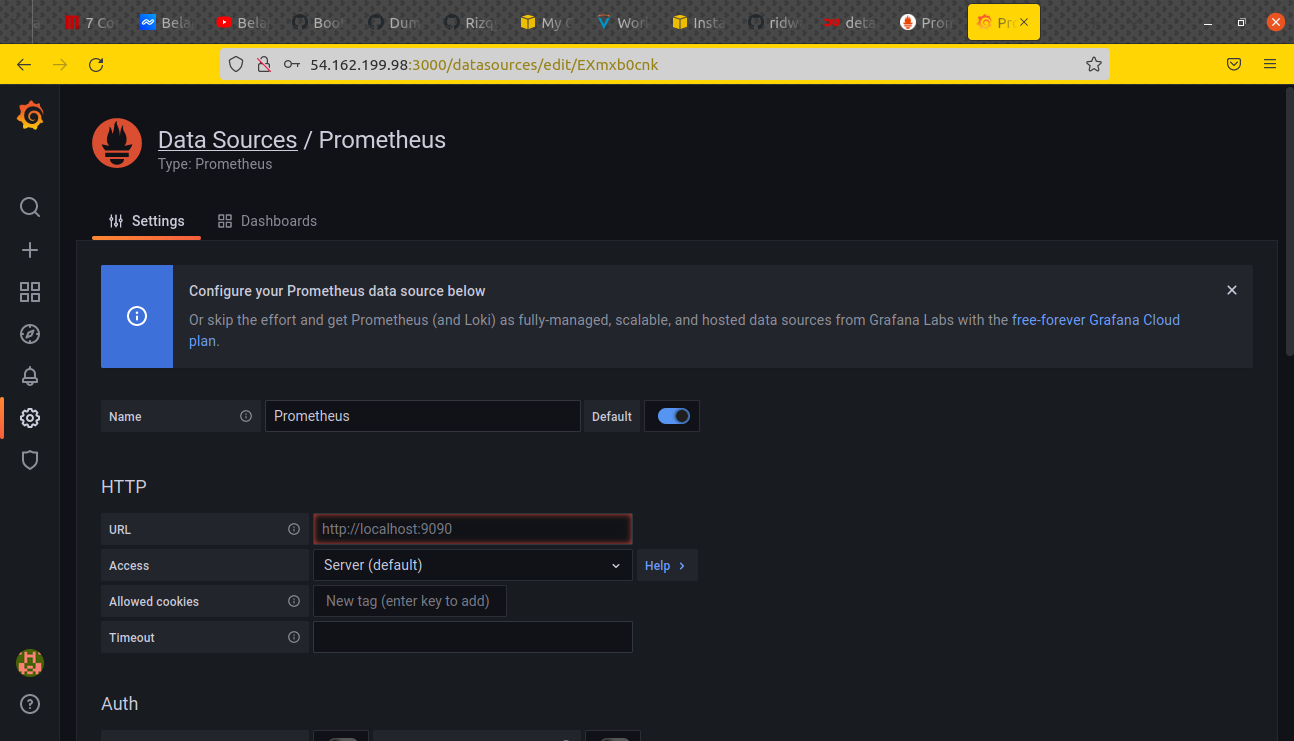 7 Co
Bela
Bela
Boo
Dum
Rizq
My C
Work
Insta
ridw
deta
Prom
Pro
54.162.199.98:3000/datasources/edit/EXmxb0cnk
Data Sources / Prometheus
Type: Prometheus
Settings
Dashboards
Configure your Prometheus data source below
Or skip the effort and get Prometheus (and Loki) as fully-managed, scalable, and hosted data sources from Grafana Labs with the free-forever Grafana Cloud
plan.
Name
Prometheus
Default
HTTP
URL
http://localhost:9090
Access
Server (default)
Help
Allowed cookies
New tag (enter key to add)
Timeout
Auth